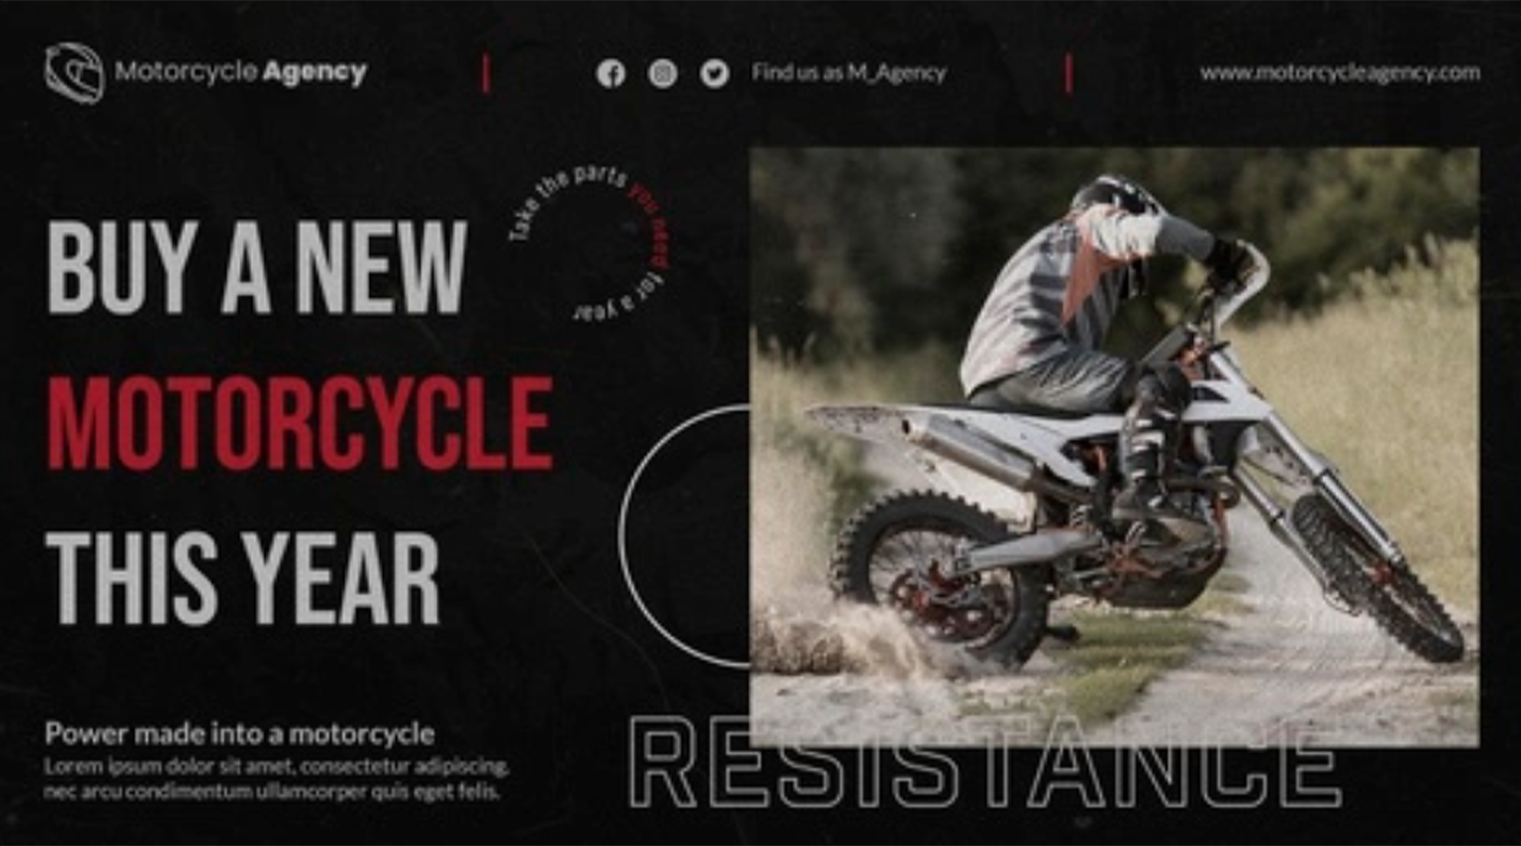 Motorcycle Agency
Find us as M_Agency
www.motorcycleagency.com
Take the parts you need for a year
BUY A NEW
MOTORCYCLE
THIS YEAR
Power made into a motorcycle
Lorem ipsum dolor sit amet, consectetur adipiscing.
nec arcu condimentum ullamcorper quis eget felis.
RESISTANCE